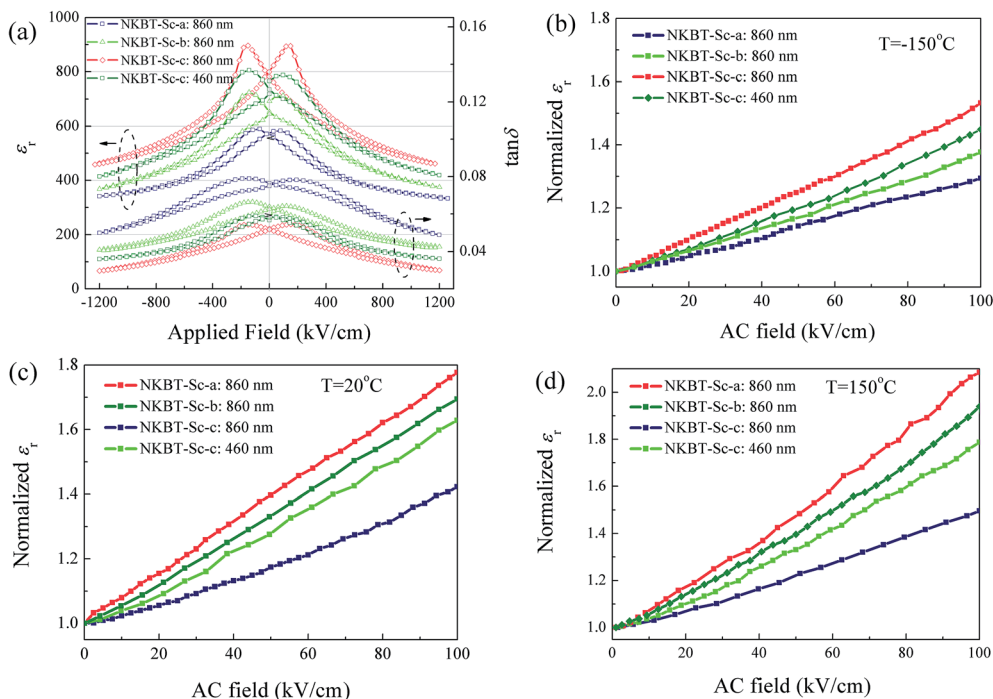 (a)
NKBT-Sc-a: 860 nm
NKBT-Sc-b: 860 nm
NKBT-Sc-c: 860 nm
NKBT-Sc-c: 460 nm
1000
800
600
400
200
0
0.16
0.12
0.08
0.04
εr
tanδ
-1200 -800 -400 0 400 800 1200
Applied Field (kV/cm)
(b)
NKBT-Sc-a: 860 nm
NKBT-Sc-b: 860 nm
NKBT-Sc-c: 860 nm
NKBT-Sc-c: 460 nm
T=-150°C
1.8
1.6
1.4
1.2
1.0
Normalized εr
0 20 40 60 80 100
AC field (kV/cm)
(c)
NKBT-Sc-a: 860 nm
NKBT-Sc-b: 860 nm
NKBT-Sc-c: 860 nm
NKBT-Sc-c: 460 nm
T=20°C
1.8
1.6
1.4
1.2
1.0
Normalized εr
0 20 40 60 80 100
AC field (kV/cm)
(d)
NKBT-Sc-a: 860 nm
NKBT-Sc-b: 860 nm
NKBT-Sc-c: 860 nm
NKBT-Sc-c: 460 nm
T=150°C
2.0
1.8
1.6
1.4
1.2
1.0
Normalized εr
0 20 40 60 80 100
AC field (kV/cm)